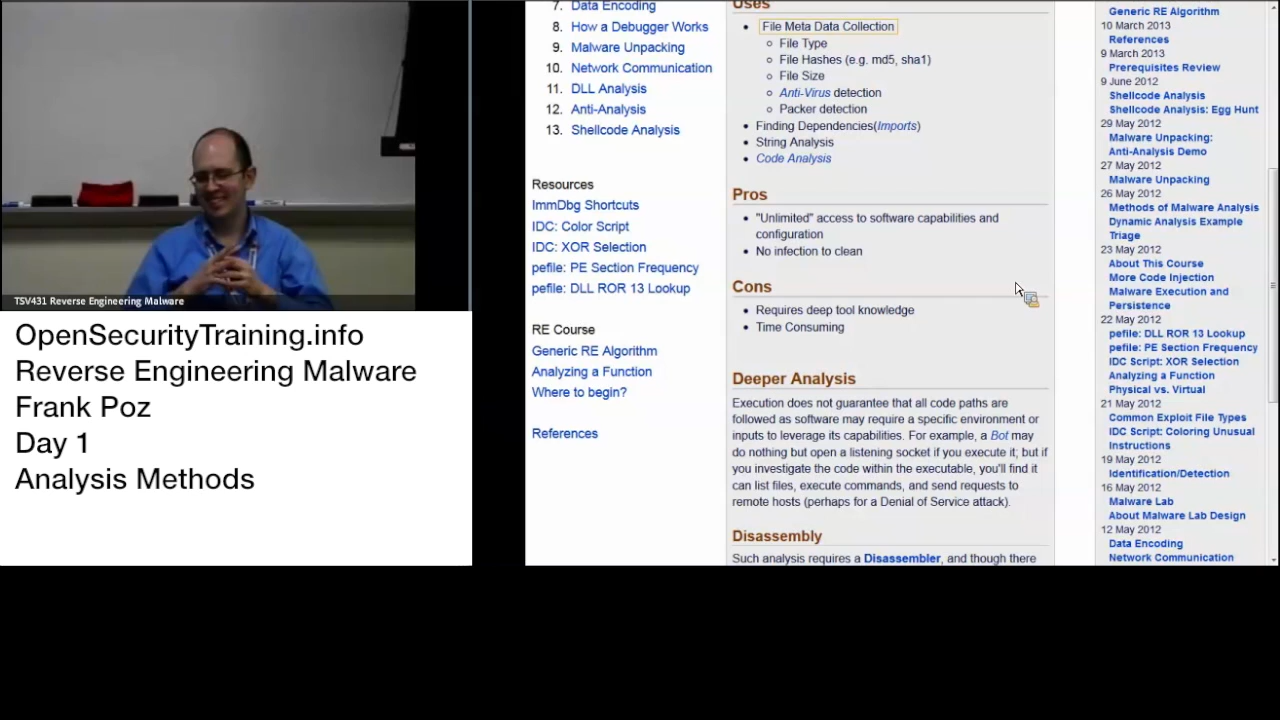 TSV431 Reverse Engineering Malware
OpenSecurityTraining.info
Reverse Engineering Malware
Frank Poz
Day 1
Analysis Methods
7. Data Encoding
8. How a Debugger Works
9. Malware Unpacking
10. Network Communication
11. DLL Analysis
12. Anti-Analysis
13. Shellcode Analysis
Resources
ImmDbg Shortcuts
IDC: Color Script
IDC: XOR Selection
pefile: PE Section Frequency
pefile: DLL ROR 13 Lookup
RE Course
Generic RE Algorithm
Analyzing a Function
Where to begin?
References
Uses
File Meta Data Collection
File Type
File Hashes (e.g. md5, sha1)
File Size
Anti-Virus detection
Packer detection
Finding Dependencies(Imports)
String Analysis
Code Analysis
Pros
"Unlimited" access to software capabilities and
configuration
No infection to clean
Cons
Requires deep tool knowledge
Time Consuming
Deeper Analysis
Execution does not guarantee that all code paths are
followed as software may require a specific environment or
inputs to leverage its capabilities. For example, a Bot may
do nothing but open a listening socket if you execute it; but if
you investigate the code within the executable, you'll find it
can list files, execute commands, and send requests to
remote hosts (perhaps for a Denial of Service attack).
Disassembly
Such analysis requires a Disassembler, and though there
Generic RE Algorithm
10 March 2013
References
9 March 2013
Prerequisites Review
9 June 2012
Shellcode Analysis
Shellcode Analysis: Egg Hunt
29 May 2012
Malware Unpacking:
Anti-Analysis Demo
27 May 2012
Malware Unpacking
26 May 2012
Methods of Malware Analysis
Dynamic Analysis Example
Triage
23 May 2012
About This Course
More Code Injection
Malware Execution and
Persistence
22 May 2012
pefile: DLL ROR 13 Lookup
pefile: PE Section Frequency
IDC Script: XOR Selection
Analyzing a Function
Physical vs. Virtual
21 May 2012
Common Exploit File Types
IDC Script: Coloring Unusual
Instructions
19 May 2012
Identification/Detection
16 May 2012
Malware Lab
About Malware Lab Design
12 May 2012
Data Encoding
Network Communication